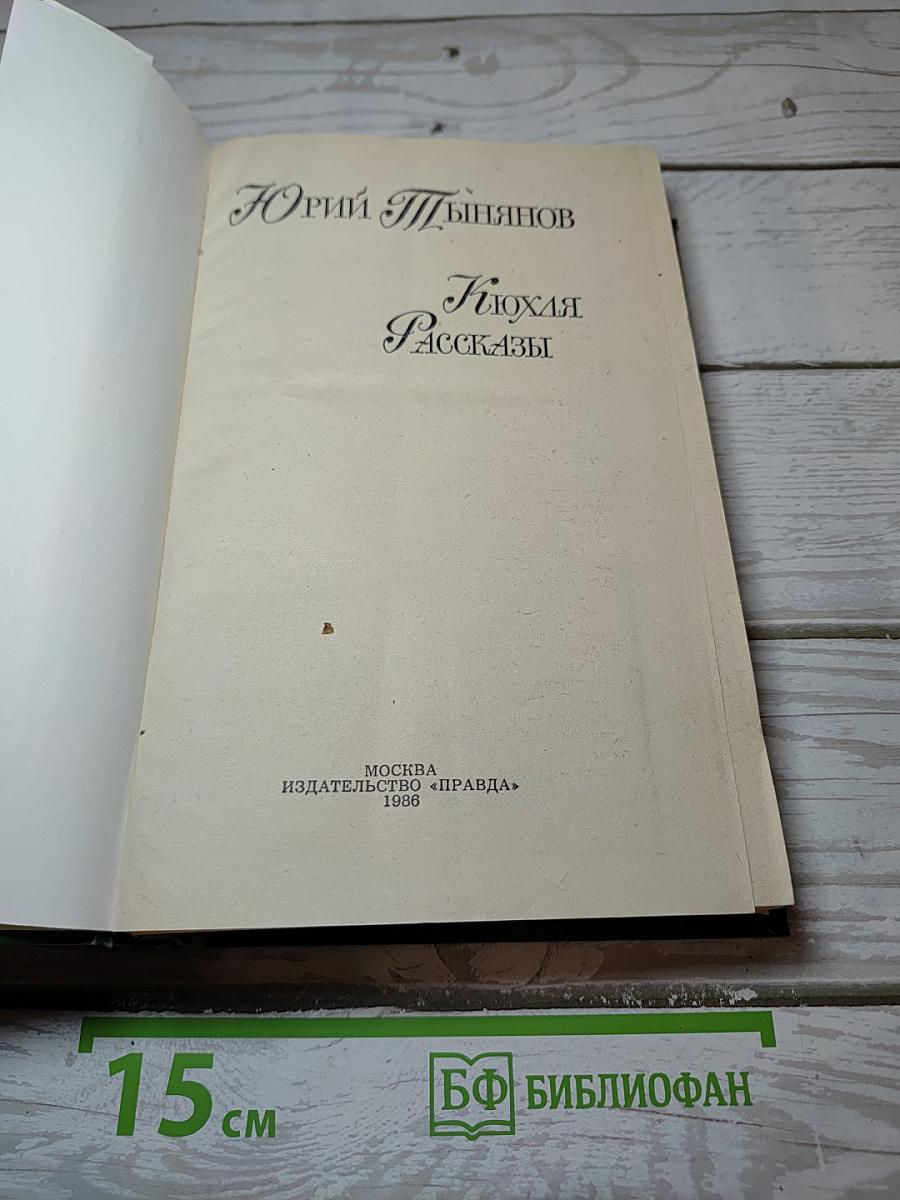 Юрий Тынянов
Кюхля
Рассказы
МОСКВА
ИЗДАТЕЛЬСТВО «ПРАВДА»
1986
15 см
БФ БИБЛИОФАН